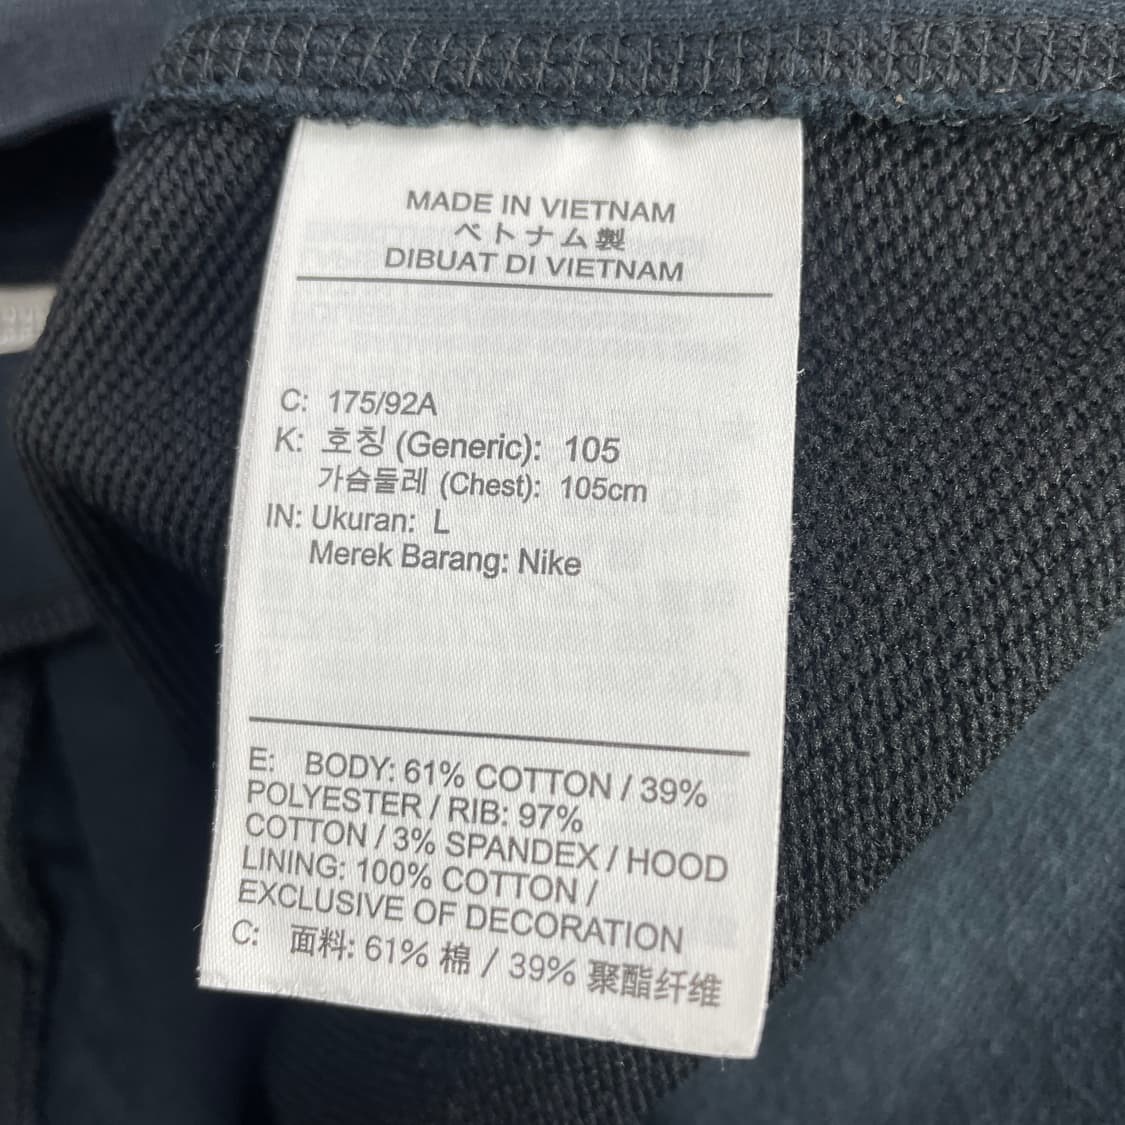 MADE IN VIETNAM
ベトナム製
DIBUAT DI VIETNAM
C: 175/92A
K: 호칭 (Generic): 105
가슴둘레 (Chest): 105cm
IN: Ukuran: L
Merek Barang: Nike
E: BODY: 61% COTTON / 39%
POLYESTER / RIB: 97%
COTTON / 3% SPANDEX / HOOD
LINING: 100% COTTON /
EXCLUSIVE OF DECORATION
C: 面料: 61% 棉 / 39% 聚酯纤维